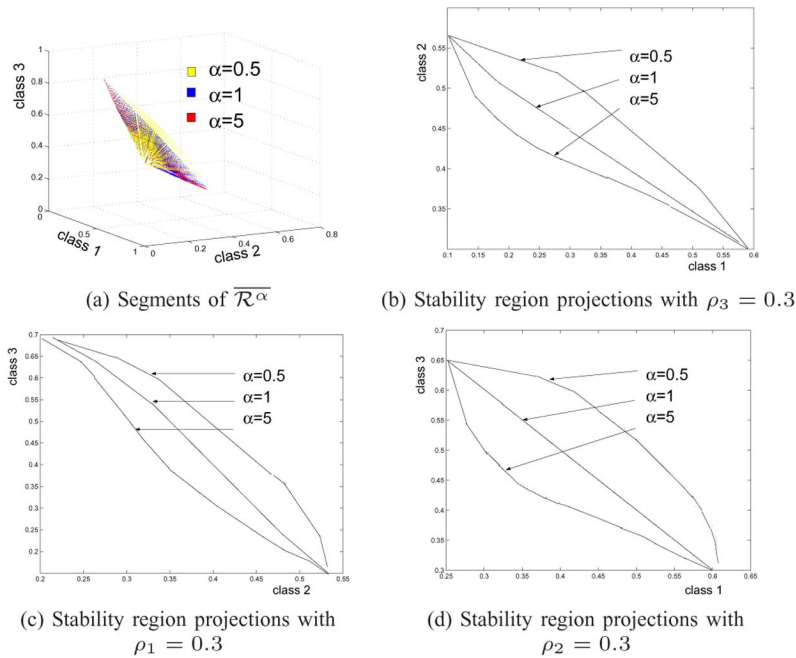 class 3
1
0.8
0.6
0.4
0.2
0
0
0.5
1
class 1
0 0.2 0.4 0.6 0.8
class 2
α=0.5
α=1
α=5
(a) Segments of $\overline{\mathcal{R}^{\alpha}}$
class 2
0.55
0.5
0.45
0.4
0.35
0.1 0.15 0.2 0.25 0.3 0.35 0.4 0.45 0.5 0.55 0.6
class 1
α=0.5
α=1
α=5
(b) Stability region projections with ρ₃ = 0.3
class 3
0.7
0.65
0.6
0.55
0.5
0.45
0.4
0.35
0.3
0.25
0.2
0.2 0.25 0.3 0.35 0.4 0.45 0.5 0.55
class 2
α=0.5
α=1
α=5
(c) Stability region projections with
ρ₁ = 0.3
class 3
0.7
0.65
0.6
0.55
0.5
0.45
0.4
0.35
0.3
0.25 0.3 0.35 0.4 0.45 0.5 0.55 0.6 0.65
class 1
α=0.5
α=1
α=5
(d) Stability region projections with
ρ₂ = 0.3